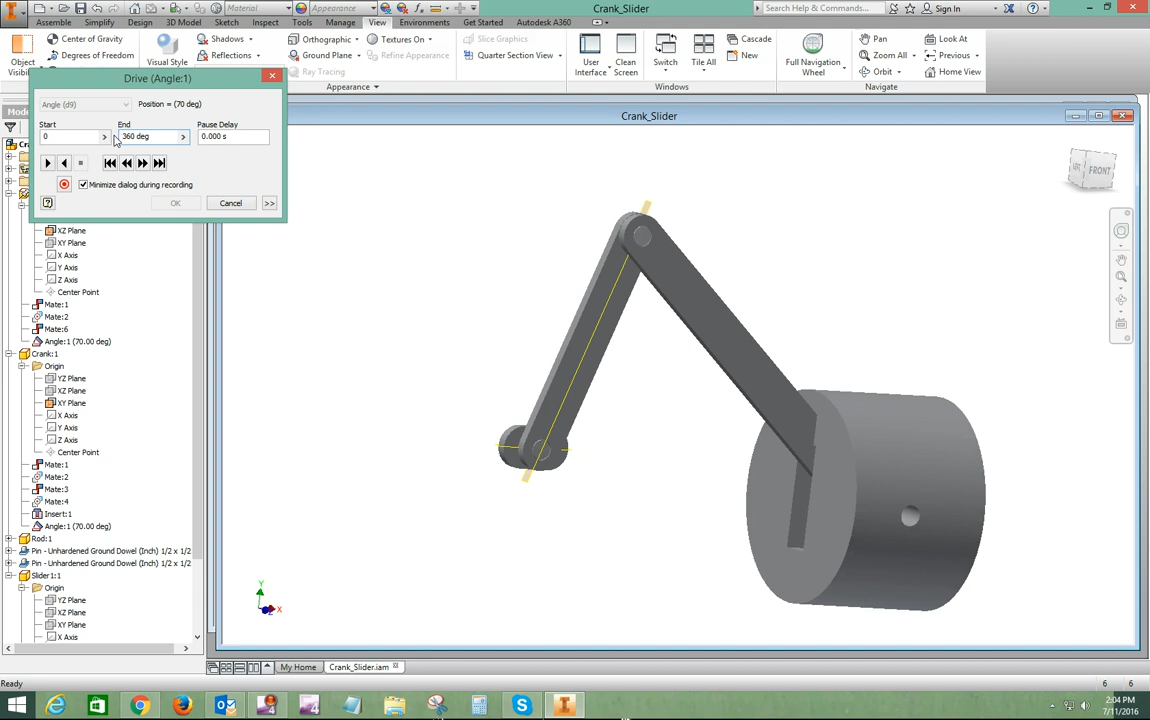 Material
Appearance
Crank_Slider
Search Help & Commands...
Sign In
Assemble
Simplify
Design
3D Model
Sketch
Inspect
Tools
Manage
View
Environments
Get Started
Autodesk A360
Object
Center of Gravity
Degrees of Freedom
Visual Style
Shadows
Reflections
Orthographic
Ground Plane
Ray Tracing
Textures On
Refine Appearance
Slice Graphics
Quarter Section View
User
Interface
Clean
Screen
Switch
Tile All
Cascade
New
Full Navigation
Wheel
Pan
Zoom All
Orbit
Look At
Previous
Home View
Appearance
Windows
Navigate
Drive (Angle:1)
Angle (d9)
Position = (70 deg)
Start
End
Pause Delay
0
360 deg
0.000 s
Minimize dialog during recording
OK
Cancel
>>
Crank_Slider
LEFT
FRONT
XZ Plane
XY Plane
X Axis
Y Axis
Z Axis
Center Point
Mate:1
Mate:2
Mate:6
Angle:1 (70.00 deg)
Crank:1
Origin
YZ Plane
XZ Plane
XY Plane
X Axis
Y Axis
Z Axis
Center Point
Mate:1
Mate:2
Mate:3
Mate:4
Insert:1
Angle:1 (70.00 deg)
Rod:1
Pin - Unhardened Ground Dowel (Inch) 1/2 x 1/2
Pin - Unhardened Ground Dowel (Inch) 1/2 x 1/2
Slider1:1
Origin
YZ Plane
XZ Plane
XY Plane
X Axis
Y
X
My Home
Crank_Slider.iam
Ready
6
6
2:04 PM
7/11/2016